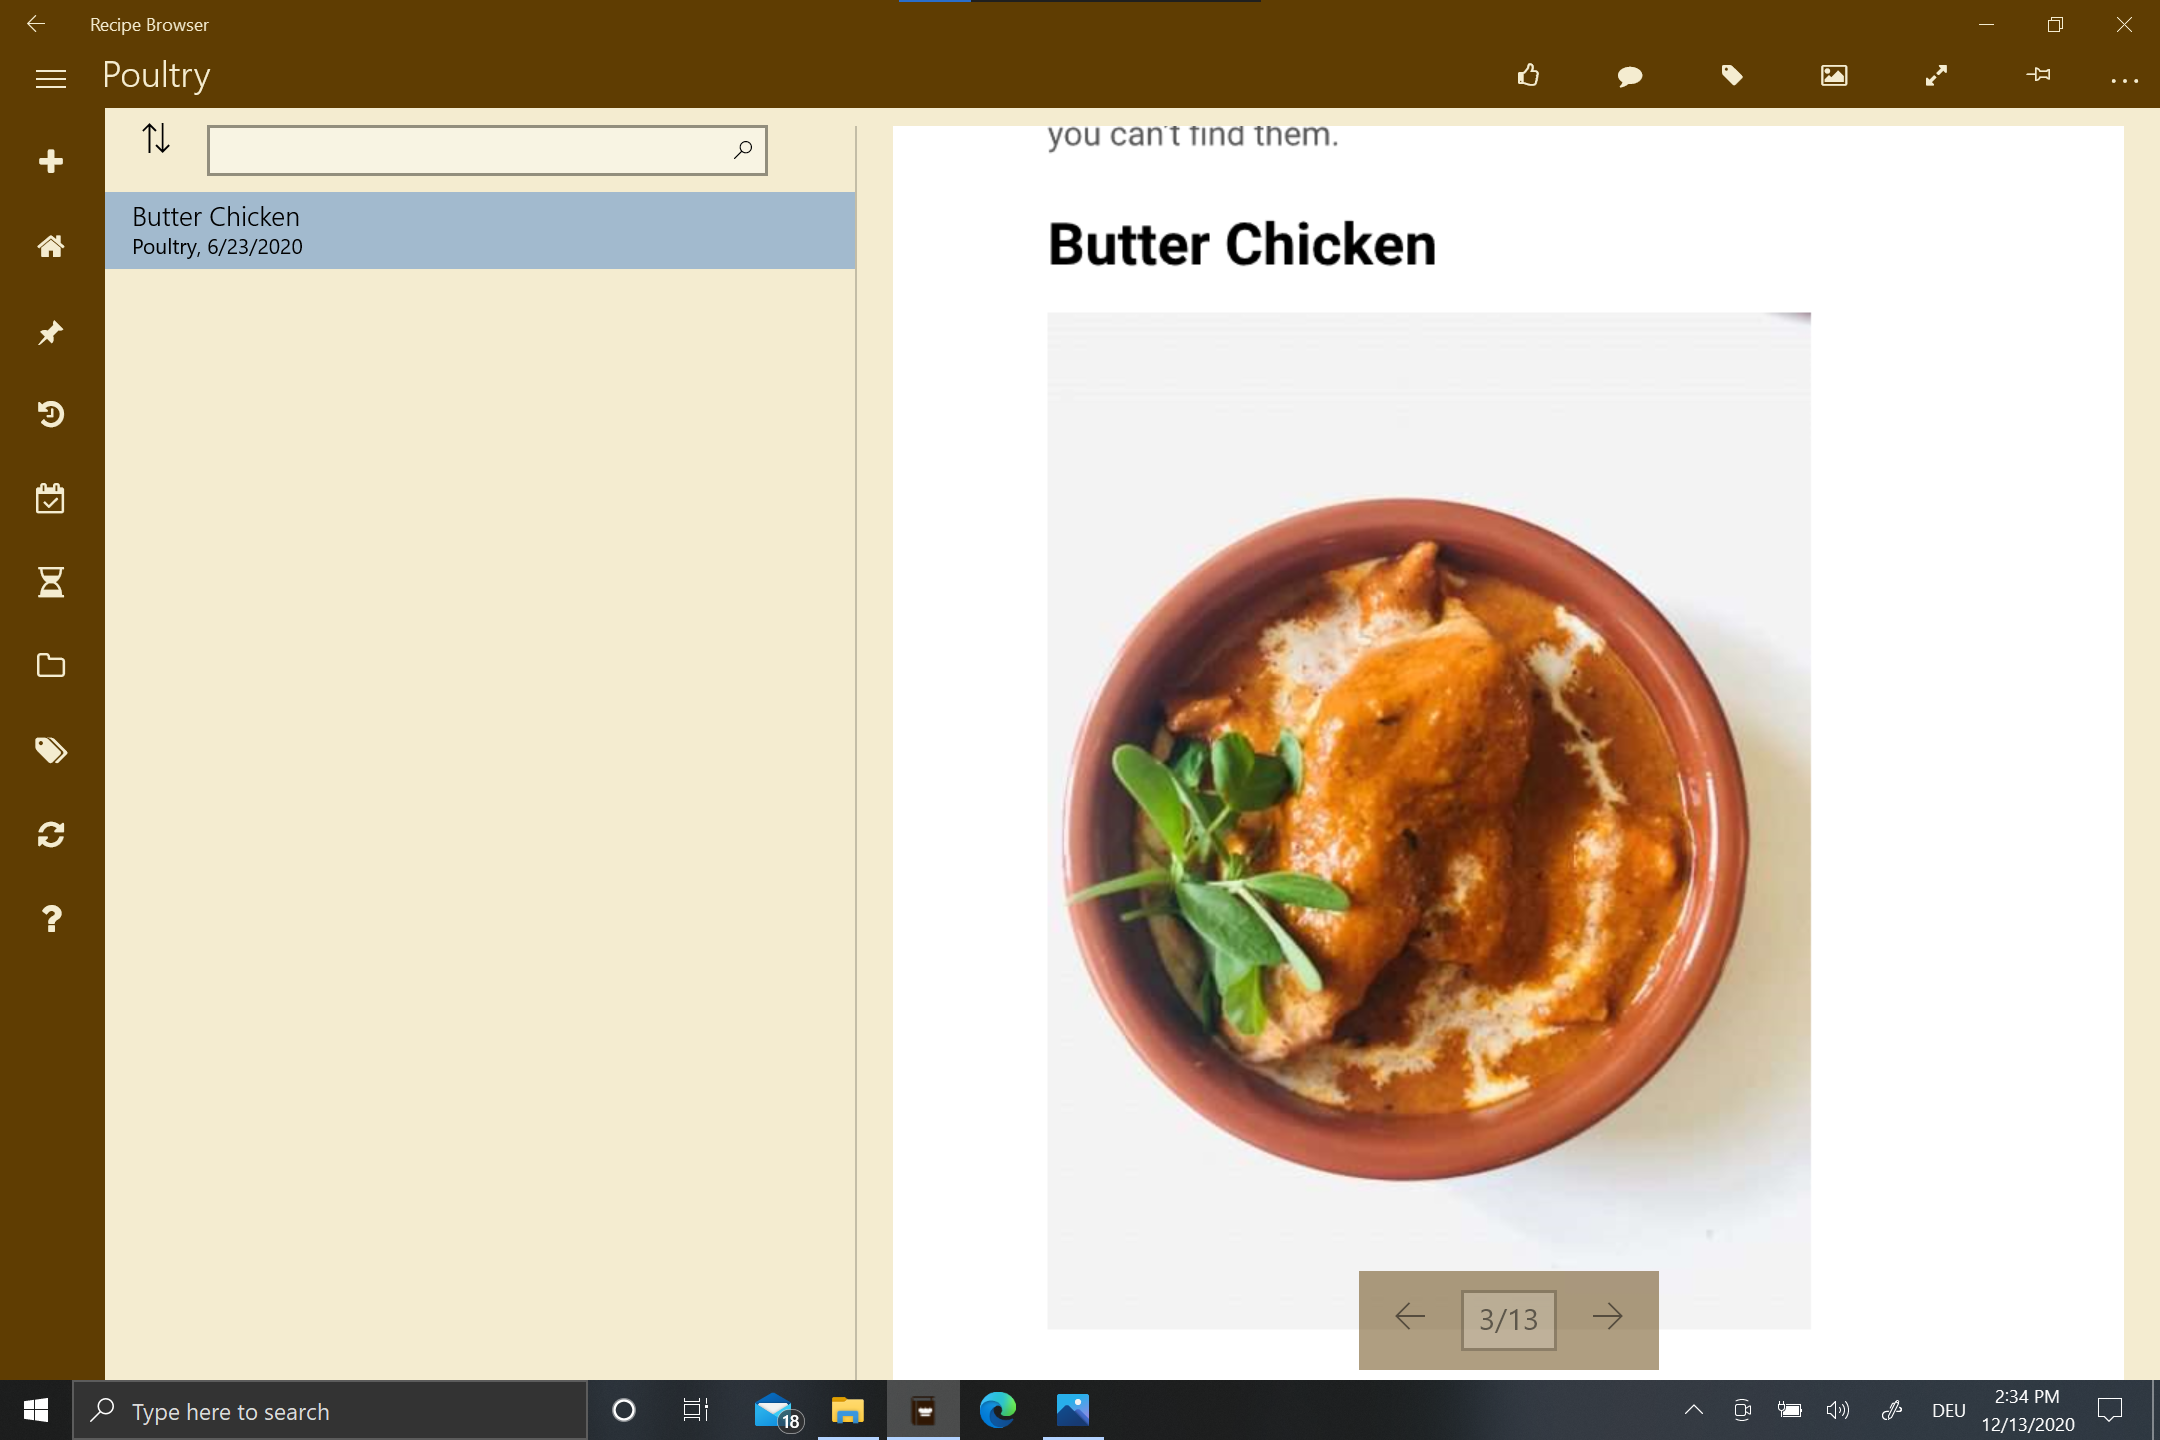 Recipe Browser
Poultry
you can't find them.
Butter Chicken
Poultry, 6/23/2020
Butter Chicken
3/13
Type here to search
18
DEU
2:34 PM
12/13/2020